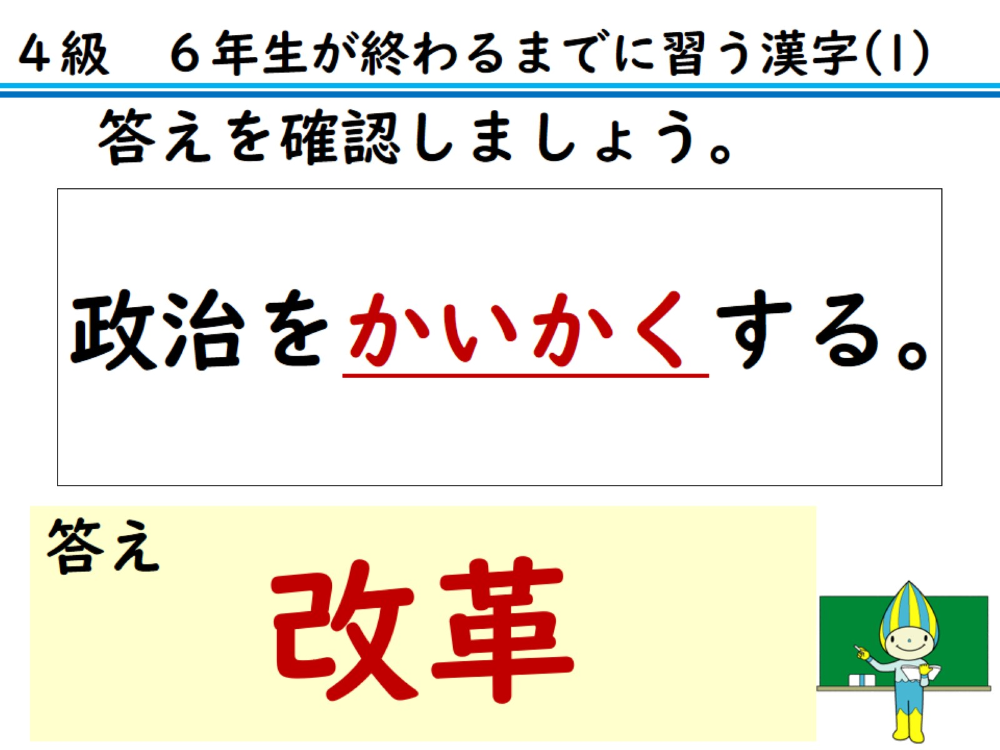 ４級　６年生が終わるまでに習う漢字(1)
答えを確認しましょう。
政治をかいかくする。
答え
改革